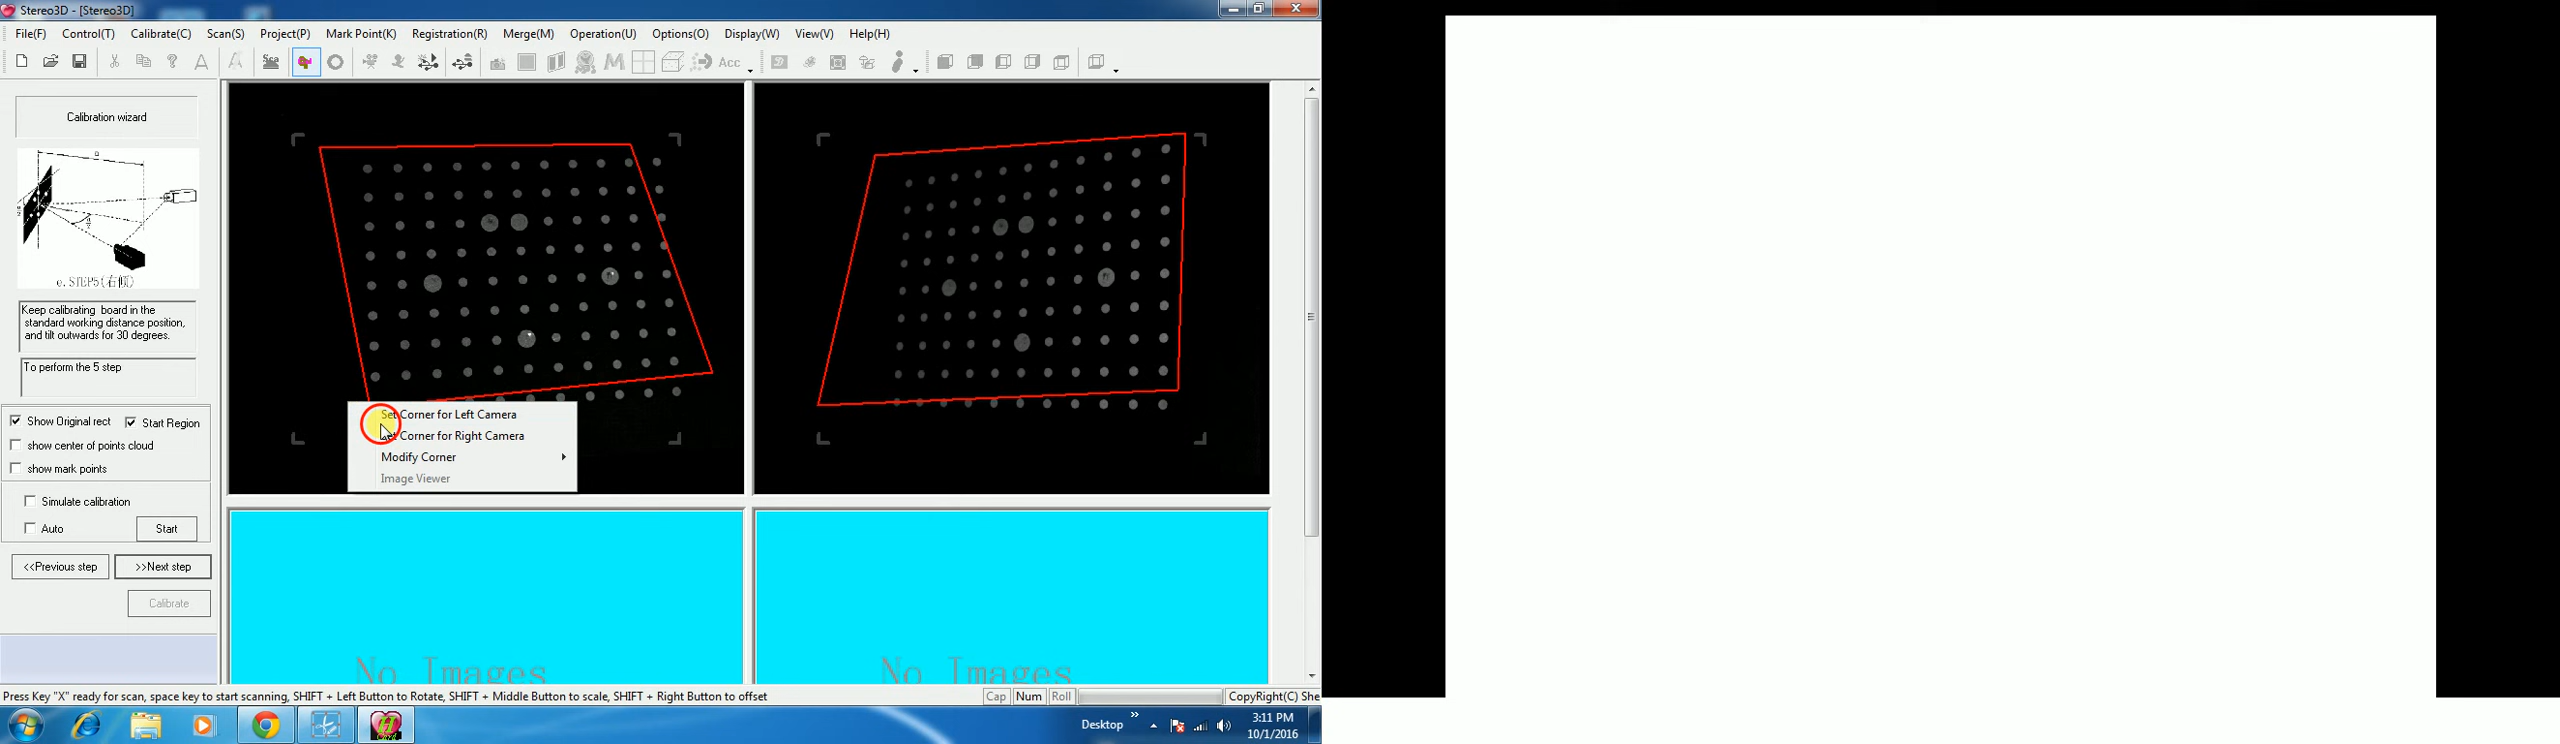 Stereo3D - [Stereo3D]
File(F) Control(T) Calibrate(C) Scan(S) Project(P) Mark Point(K) Registration(R) Merge(M) Operation(U) Options(O) Display(W) View(V) Help(H)
Sca
M
Acc
Calibration wizard
e. STEP5(右倾)
Keep calibrating board in the
standard working distance position,
and tilt outwards for 30 degrees.
To perform the 5 step
Show Original rect
Start Region
show center of points cloud
show mark points
Simulate calibration
Auto
Start
<<Previous step
>>Next step
Calibrate
Set Corner for Left Camera
Corner for Right Camera
Modify Corner
Image Viewer
No Images
No Images
Press Key "X" ready for scan, space key to start scanning, SHIFT + Left Button to Rotate, SHIFT + Middle Button to scale, SHIFT + Right Button to offset
Cap Num Roll
CopyRight(C) She
Desktop
3:11 PM
10/1/2016